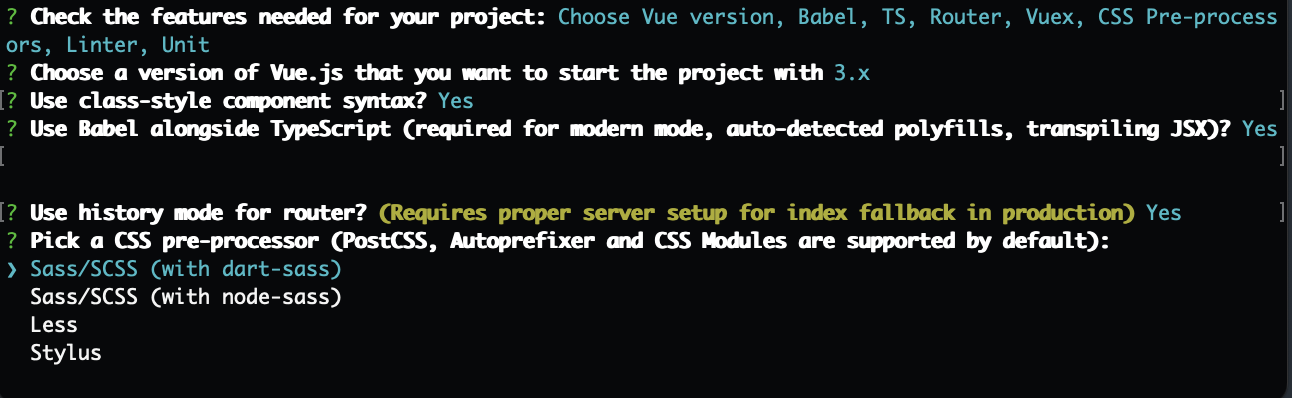 ? Check the features needed for your project: Choose Vue version, Babel, TS, Router, Vuex, CSS Pre-process
ors, Linter, Unit
? Choose a version of Vue.js that you want to start the project with 3.x
[? Use class-style component syntax? Yes ]
? Use Babel alongside TypeScript (required for modern mode, auto-detected polyfills, transpiling JSX)? Yes
[ ]
[? Use history mode for router? (Requires proper server setup for index fallback in production) Yes ]
? Pick a CSS pre-processor (PostCSS, Autoprefixer and CSS Modules are supported by default):
❯ Sass/SCSS (with dart-sass)
Sass/SCSS (with node-sass)
Less
Stylus